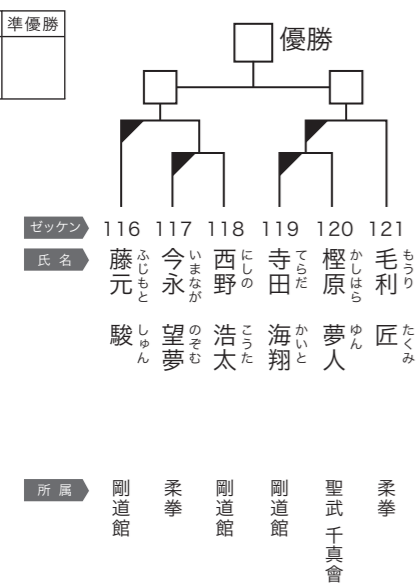 準優勝
優勝
ゼッケン 116 117 118 119 120 121
氏名
藤元 駿 ふじもと しゅん
今永 望夢 いまなが のぞむ
西野 浩太 にしの こうた
寺田 海翔 てらだ かいと
樫原 夢人 かしはら ゆん
毛利 匠 もうり たくみ
所属
剛道館
柔拳
剛道館
剛道館
聖武 千真會
柔拳